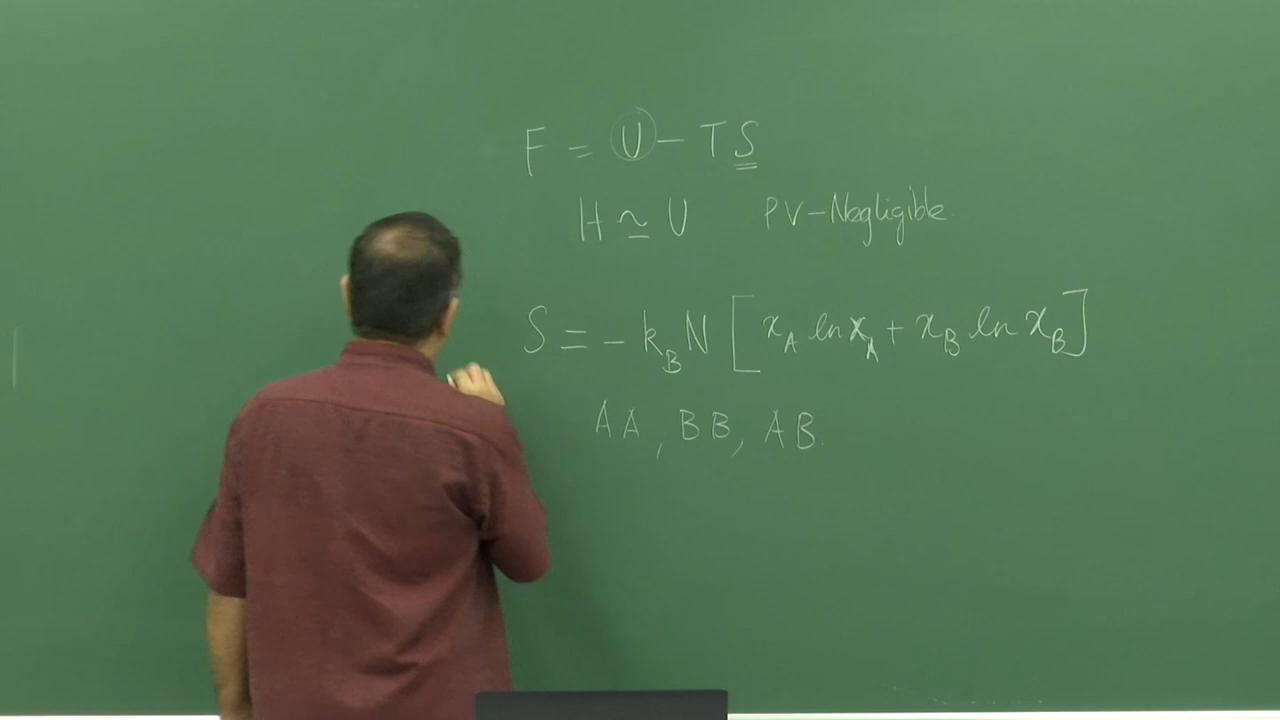 F = U - TS
H ≃ U PV-Negligible
S = - k_B N [ x_A ln x_A + x_B ln x_B ]
AA, BB, AB.